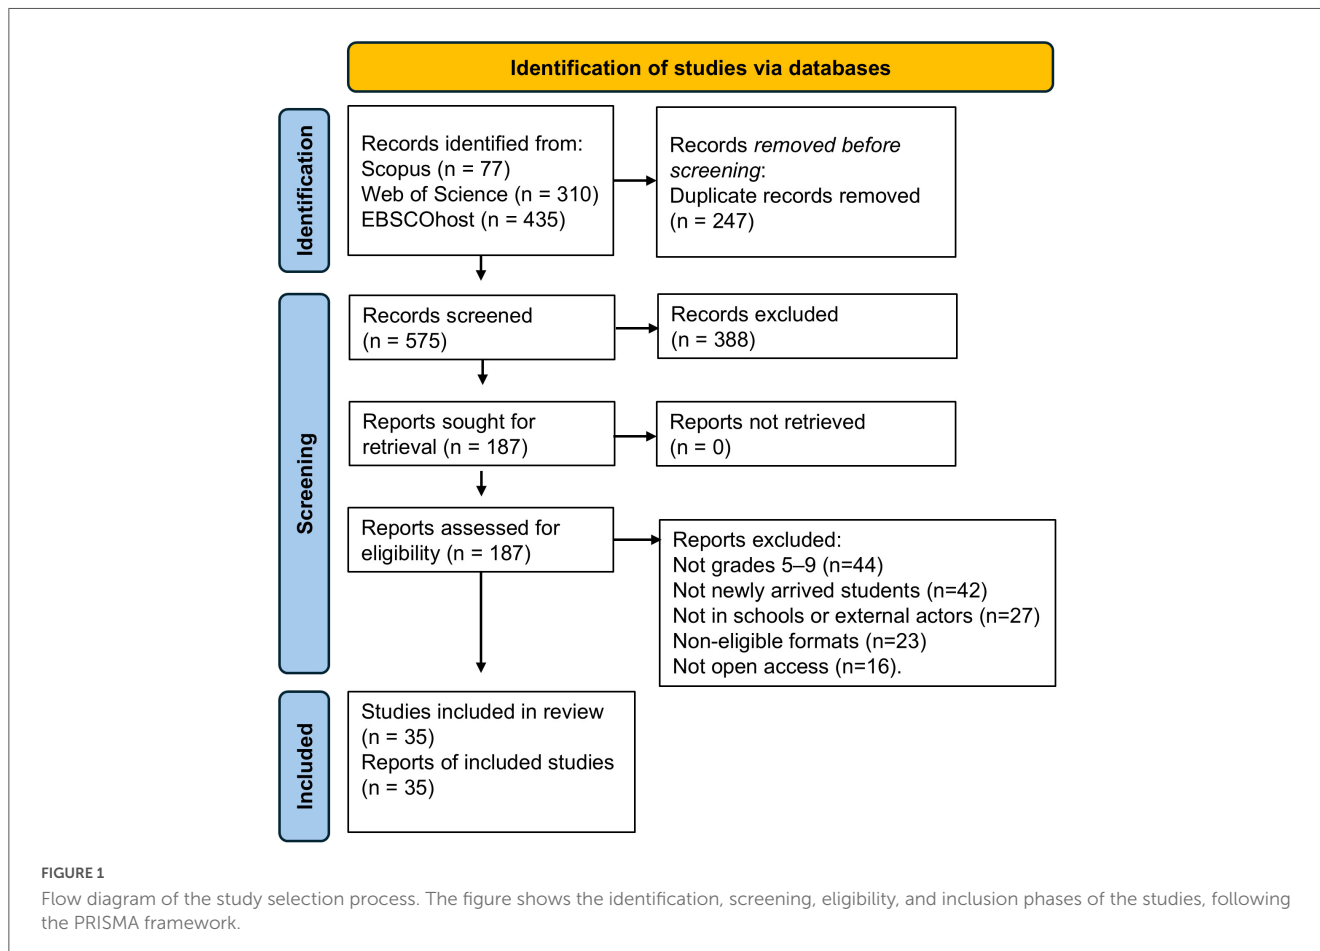 Identification of studies via databases
Identification
Records identified from:
Scopus (n = 77)
Web of Science (n = 310)
EBSCOhost (n = 435)
Records removed before
screening:
Duplicate records removed
(n = 247)
Screening
Records screened
(n = 575)
Records excluded
(n = 388)
Reports sought for
retrieval (n = 187)
Reports not retrieved
(n = 0)
Reports assessed for
eligibility (n = 187)
Reports excluded:
Not grades 5–9 (n=44)
Not newly arrived students (n=42)
Not in schools or external actors (n=27)
Non-eligible formats (n=23)
Not open access (n=16).
Included
Studies included in review
(n = 35)
Reports of included studies
(n = 35)
FIGURE 1
Flow diagram of the study selection process. The figure shows the identification, screening, eligibility, and inclusion phases of the studies, following
the PRISMA framework.